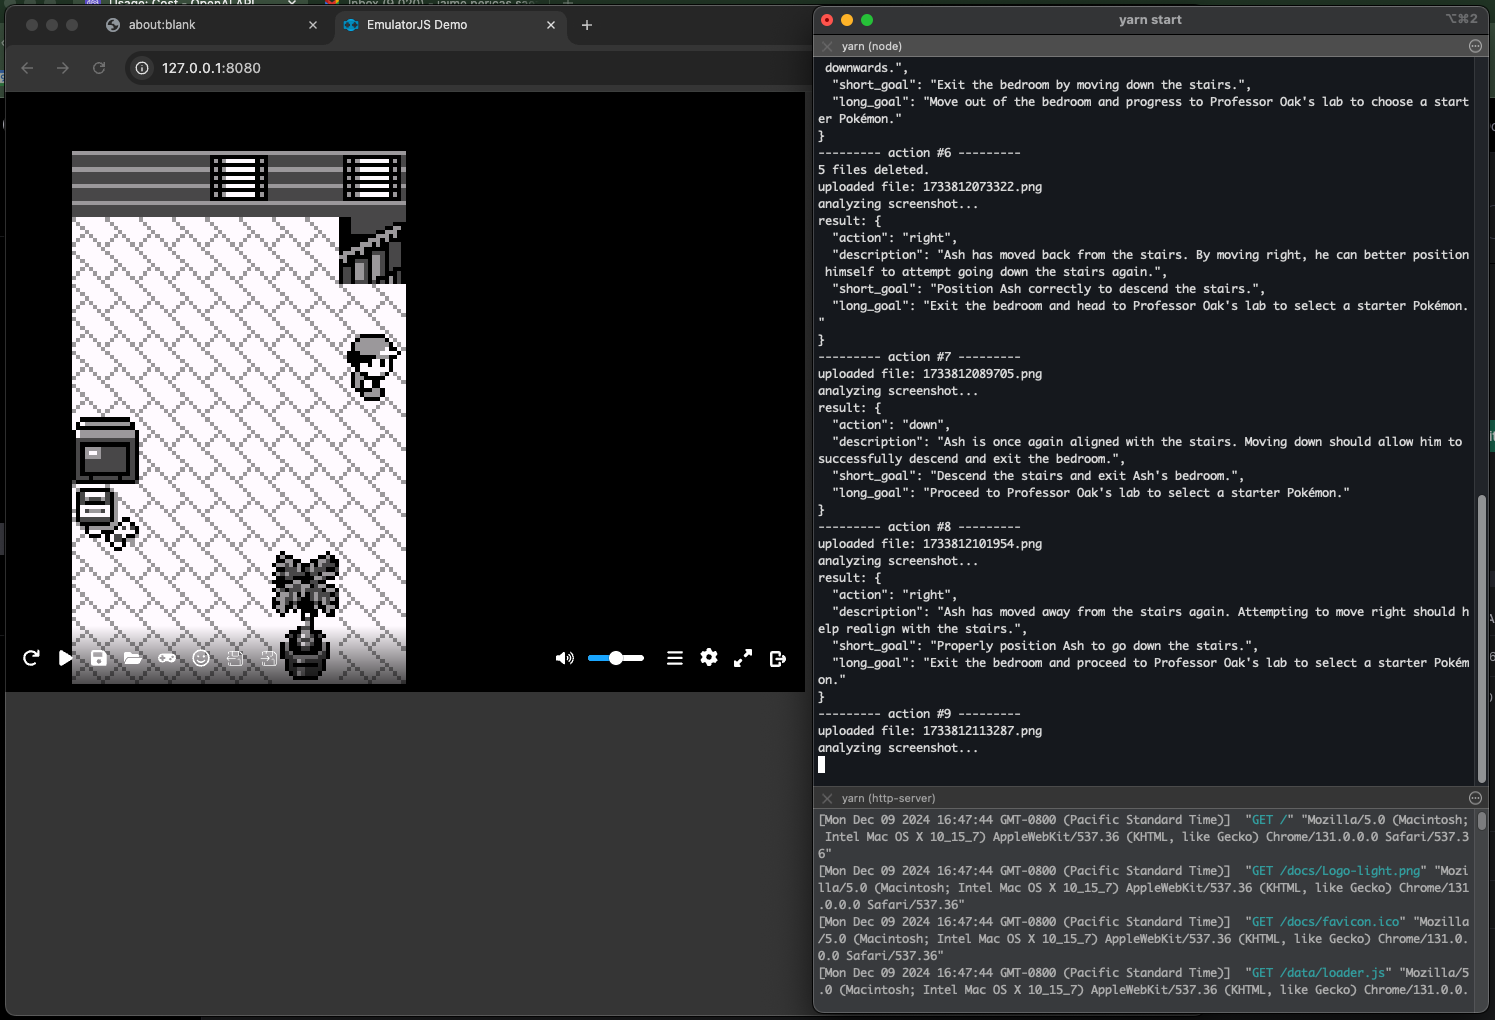 about:blank
EmulatorJS Demo
127.0.0.1:8080
yarn start
⌥⌘2
yarn (node)
downwards.",
"short_goal": "Exit the bedroom by moving down the stairs.",
"long_goal": "Move out of the bedroom and progress to Professor Oak's lab to choose a start
er Pokémon."
}
--------- action #6 ---------
5 files deleted.
uploaded file: 1733812073322.png
analyzing screenshot...
result: {
"action": "right",
"description": "Ash has moved back from the stairs. By moving right, he can better position
himself to attempt going down the stairs again.",
"short_goal": "Position Ash correctly to descend the stairs.",
"long_goal": "Exit the bedroom and head to Professor Oak's lab to select a starter Pokémon.
"
}
--------- action #7 ---------
uploaded file: 1733812089705.png
analyzing screenshot...
result: {
"action": "down",
"description": "Ash is once again aligned with the stairs. Moving down should allow him to
successfully descend and exit the bedroom.",
"short_goal": "Descend the stairs and exit Ash's bedroom.",
"long_goal": "Proceed to Professor Oak's lab to select a starter Pokémon."
}
--------- action #8 ---------
uploaded file: 1733812101954.png
analyzing screenshot...
result: {
"action": "right",
"description": "Ash has moved away from the stairs again. Attempting to move right should h
elp realign with the stairs.",
"short_goal": "Properly position Ash to go down the stairs.",
"long_goal": "Exit the bedroom and proceed to Professor Oak's lab to select a starter Pokém
on."
}
--------- action #9 ---------
uploaded file: 1733812113287.png
analyzing screenshot...
yarn (http-server)
[Mon Dec 09 2024 16:47:44 GMT-0800 (Pacific Standard Time)]  "GET /" "Mozilla/5.0 (Macintosh;
Intel Mac OS X 10_15_7) AppleWebKit/537.36 (KHTML, like Gecko) Chrome/131.0.0.0 Safari/537.3
6"
[Mon Dec 09 2024 16:47:44 GMT-0800 (Pacific Standard Time)]  "GET /docs/Logo-light.png" "Mozi
lla/5.0 (Macintosh; Intel Mac OS X 10_15_7) AppleWebKit/537.36 (KHTML, like Gecko) Chrome/131
.0.0.0 Safari/537.36"
[Mon Dec 09 2024 16:47:44 GMT-0800 (Pacific Standard Time)]  "GET /docs/favicon.ico" "Mozilla
/5.0 (Macintosh; Intel Mac OS X 10_15_7) AppleWebKit/537.36 (KHTML, like Gecko) Chrome/131.0.
0.0 Safari/537.36"
[Mon Dec 09 2024 16:47:44 GMT-0800 (Pacific Standard Time)]  "GET /data/loader.js" "Mozilla/5
.0 (Macintosh; Intel Mac OS X 10_15_7) AppleWebKit/537.36 (KHTML, like Gecko) Chrome/131.0.0.